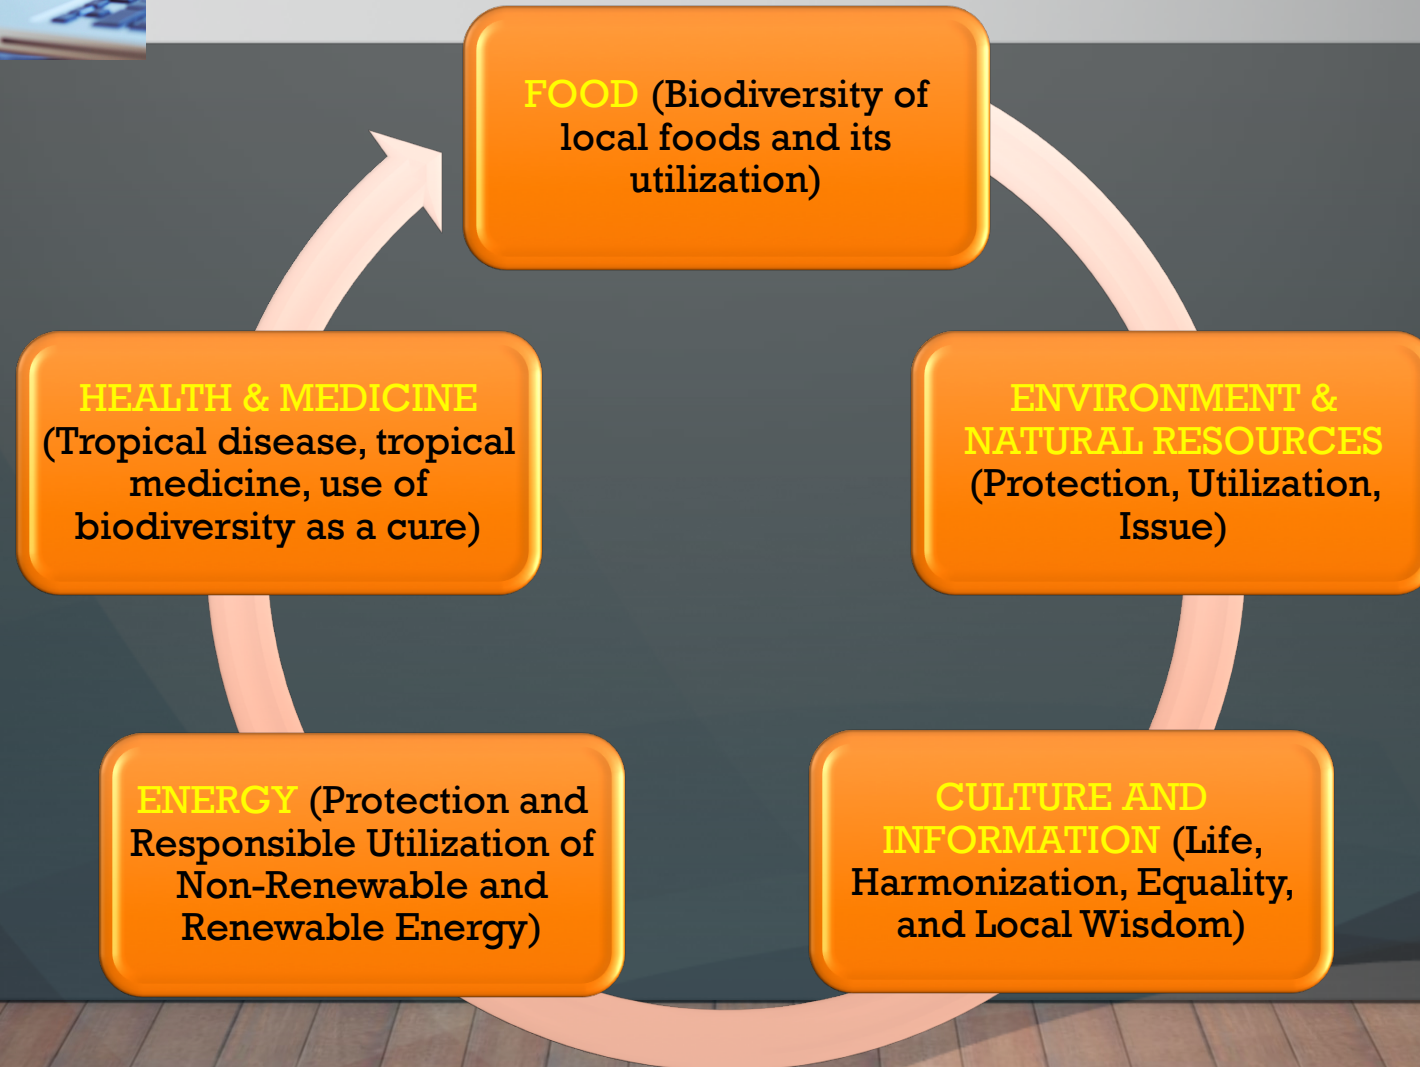 FOOD (Biodiversity of
local foods and its
utilization)
ENVIRONMENT &
NATURAL RESOURCES
(Protection, Utilization,
Issue)
CULTURE AND
INFORMATION (Life,
Harmonization, Equality,
and Local Wisdom)
ENERGY (Protection and
Responsible Utilization of
Non-Renewable and
Renewable Energy)
HEALTH & MEDICINE
(Tropical disease, tropical
medicine, use of
biodiversity as a cure)